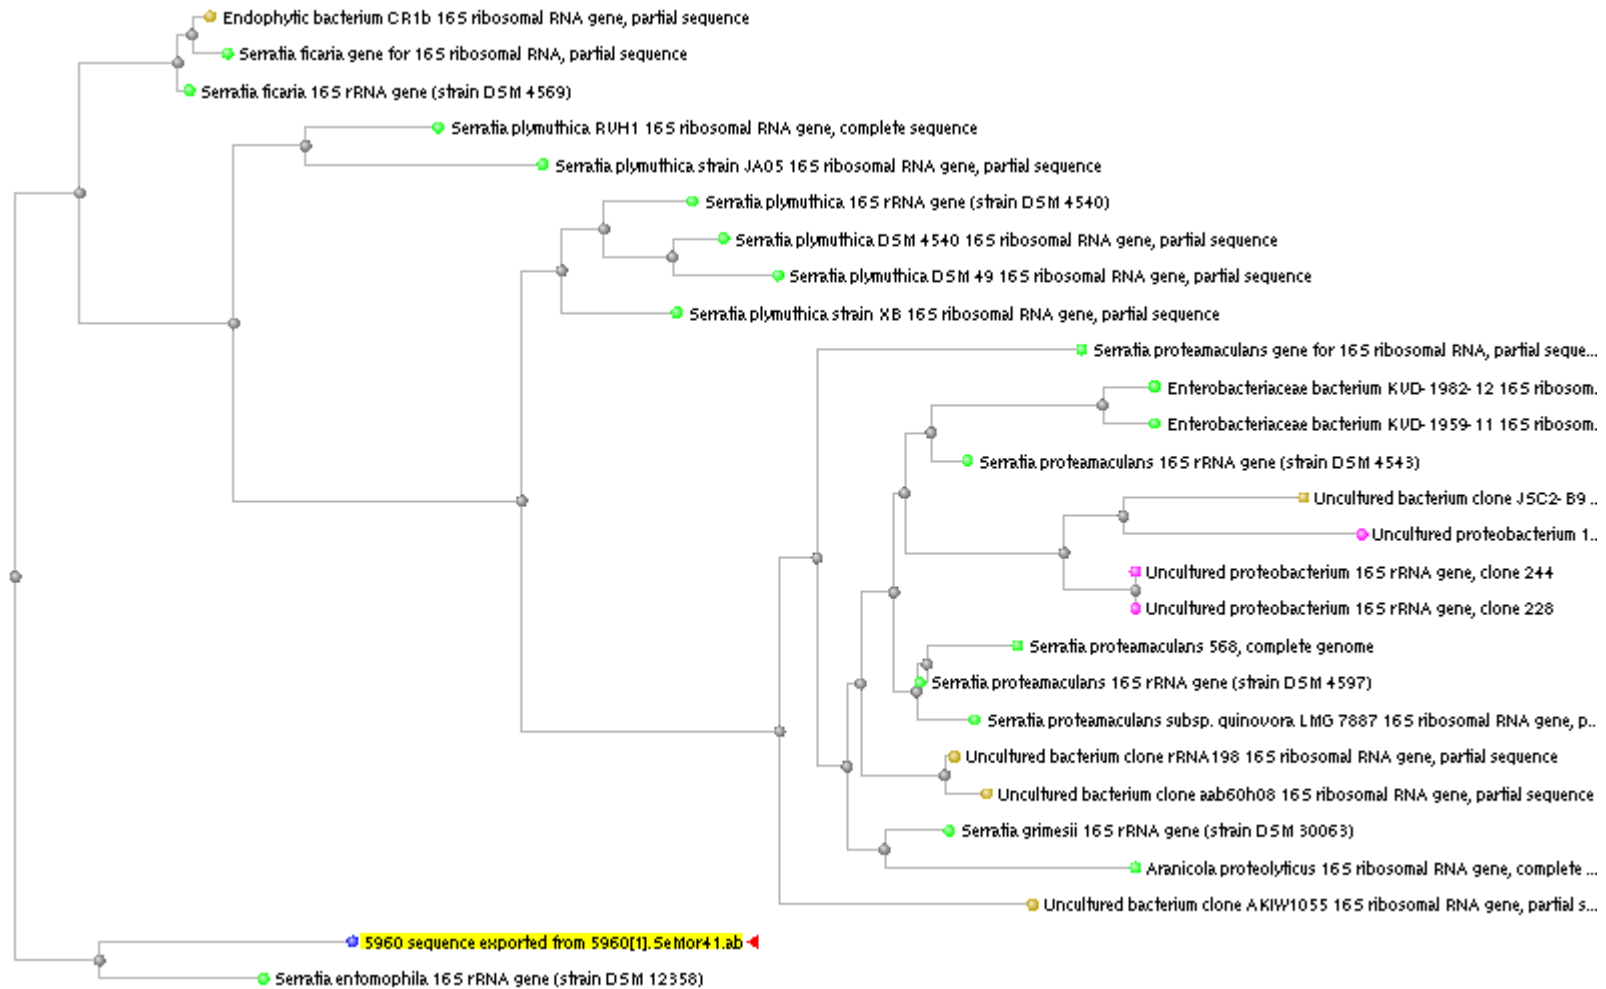 Endophytic bacterium CR1b 16S ribosomal RNA gene, partial sequence
Serratia ficaria gene for 16S ribosomal RNA, partial sequence
Serratia ficaria 16S rRNA gene (strain DSM 4569)
Serratia plymuthica RVH1 16S ribosomal RNA gene, complete sequence
Serratia plymuthica strain JA05 16S ribosomal RNA gene, partial sequence
Serratia plymuthica 16S rRNA gene (strain DSM 4540)
Serratia plymuthica DSM 4540 16S ribosomal RNA gene, partial sequence
Serratia plymuthica DSM 49 16S ribosomal RNA gene, partial sequence
Serratia plymuthica strain XB 16S ribosomal RNA gene, partial sequence
Serratia proteamaculans gene for 16S ribosomal RNA, partial seque...
Enterobacteriaceae bacterium KVD-1982-12 16S ribosom.
Enterobacteriaceae bacterium KVD-1959-11 16S ribosom.
Serratia proteamaculans 16S rRNA gene (strain DSM 4543)
Uncultured bacterium clone JSC2-B9 ..
Uncultured proteobacterium 1..
Uncultured proteobacterium 16S rRNA gene, clone 244
Uncultured proteobacterium 16S rRNA gene, clone 228
Serratia proteamaculans 568, complete genome
Serratia proteamaculans 16S rRNA gene (strain DSM 4597)
Serratia proteamaculans subsp. quinovora LMG 7887 16S ribosomal RNA gene, p..
Uncultured bacterium clone rRNA198 16S ribosomal RNA gene, partial sequence
Uncultured bacterium clone aab60h08 16S ribosomal RNA gene, partial sequence
Serratia grimesii 16S rRNA gene (strain DSM 30063)
Aranicola proteolyticus 16S ribosomal RNA gene, complete ...
Uncultured bacterium clone AKIW1055 16S ribosomal RNA gene, partial s...
5960 sequence exported from 5960[1].SeMor41.ab
Serratia entomophila 16S rRNA gene (strain DSM 12358)